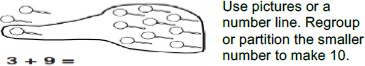 Use pictures or a
number line. Regroup
or partition the smaller
number to make 10.
3 + 9 =